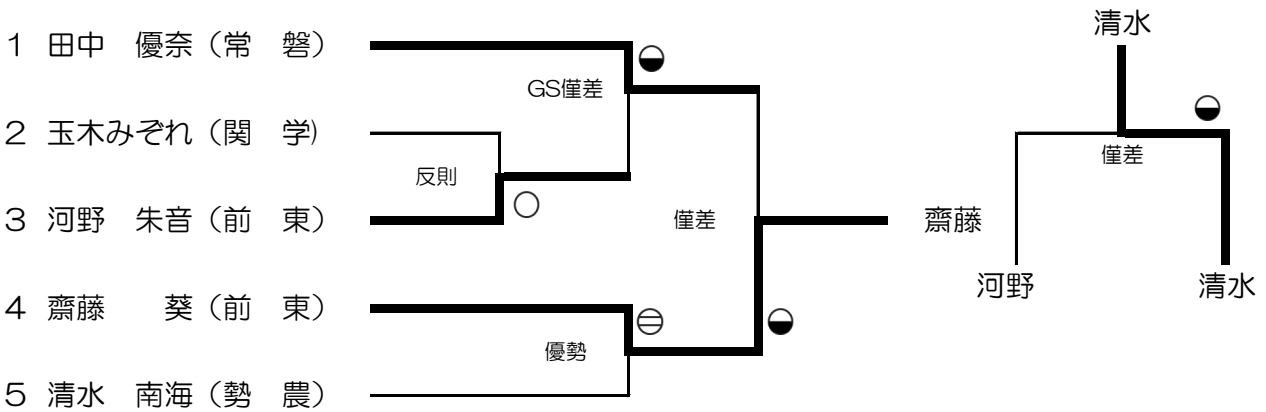 1 田中 優奈（常 磐）
GS僅差
2 玉木みぞれ（関 学)
反則
3 河野 朱音（前 東）
僅差
齋藤
4 齋藤 葵（前 東）
優勢
5 清水 南海（勢 農）
清水
僅差
河野
清水